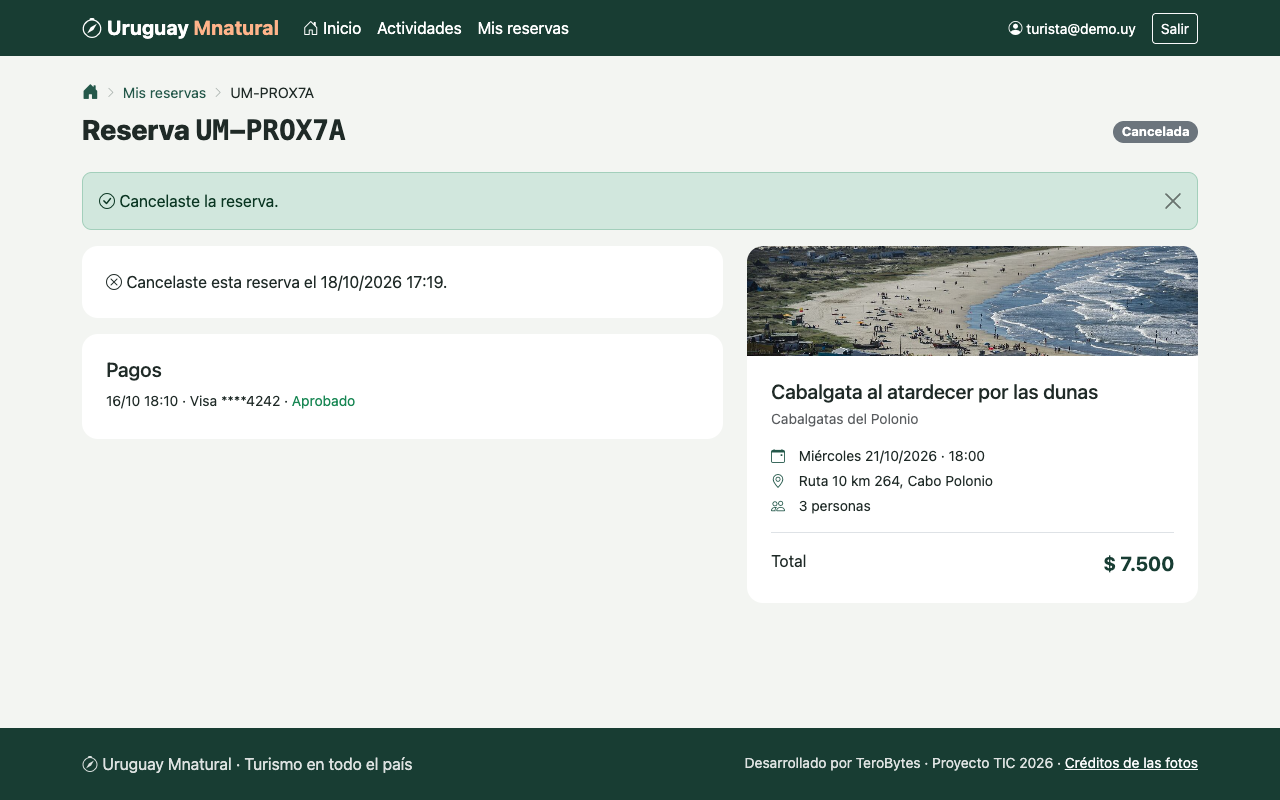 Uruguay Mnatural Inicio Actividades Mis reservas turista@demo.uy Salir
Mis reservas UM-PROX7A
Reserva UM-PROX7A
Cancelada
Cancelaste la reserva.
Cancelaste esta reserva el 18/10/2026 17:19.
Pagos
16/10 18:10 · Visa ****4242 · Aprobado
Cabalgata al atardecer por las dunas
Cabalgatas del Polonio
Miércoles 21/10/2026 · 18:00
Ruta 10 km 264, Cabo Polonio
3 personas
Total $ 7.500
Uruguay Mnatural · Turismo en todo el país
Desarrollado por TeroBytes · Proyecto TIC 2026 · Créditos de las fotos